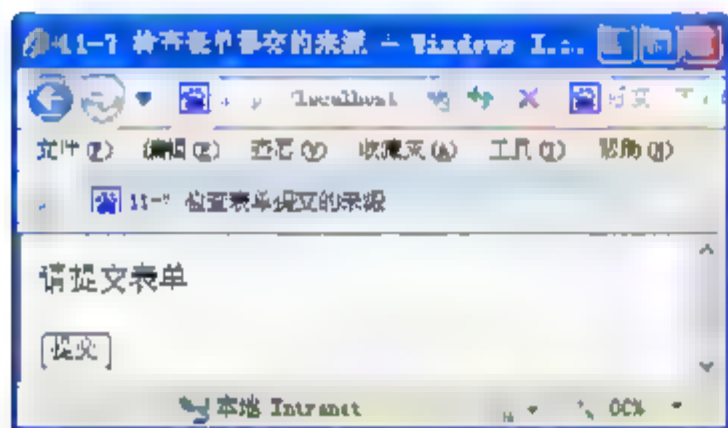 11-7 检查表单提交的来源 - Windows I...
localhost
文件(F) 编辑(E) 查看(V) 收藏夹(A) 工具(T) 帮助(H)
11-7 检查表单提交的来源
请提交表单
提交
本地 Intranet